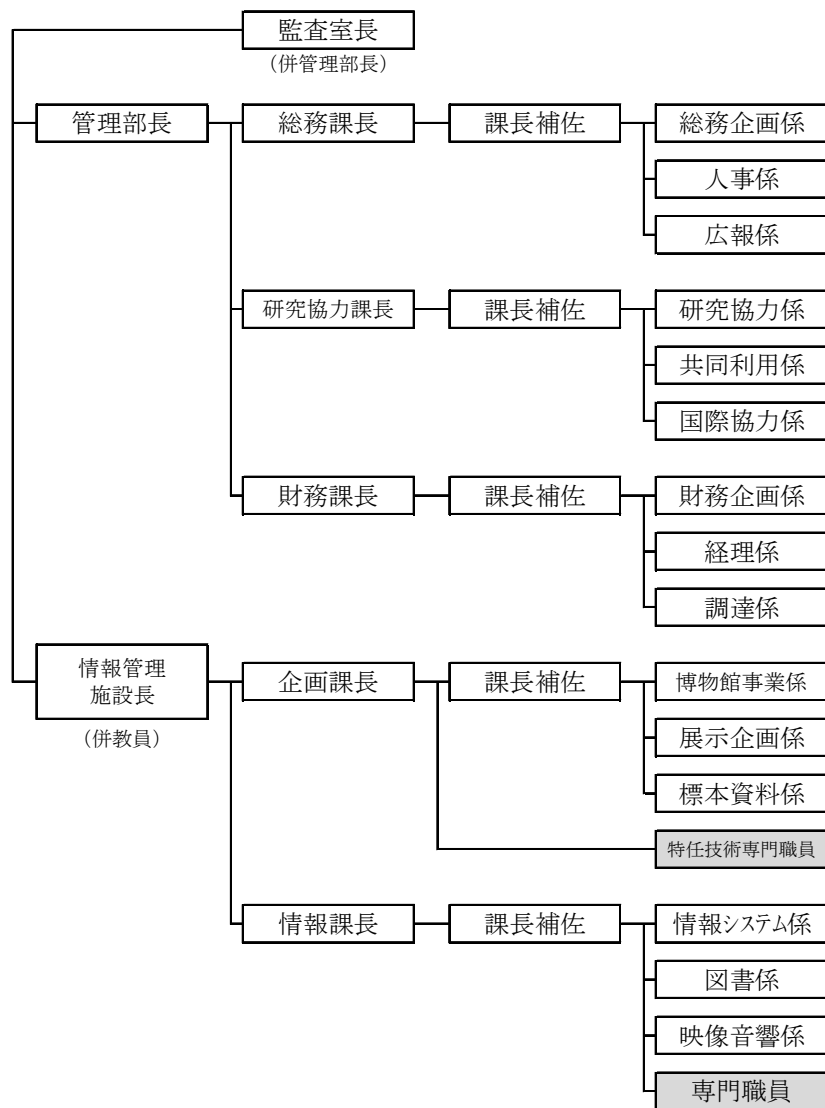 監査室長
（併管理部長）
管理部長
総務課長
課長補佐
総務企画係
人事係
広報係
研究協力課長
課長補佐
研究協力係
共同利用係
国際協力係
財務課長
課長補佐
財務企画係
経理係
調達係
情報管理
施設長
（併教員）
企画課長
課長補佐
博物館事業係
展示企画係
標本資料係
特任技術専門職員
情報課長
課長補佐
情報システム係
図書係
映像音響係
専門職員